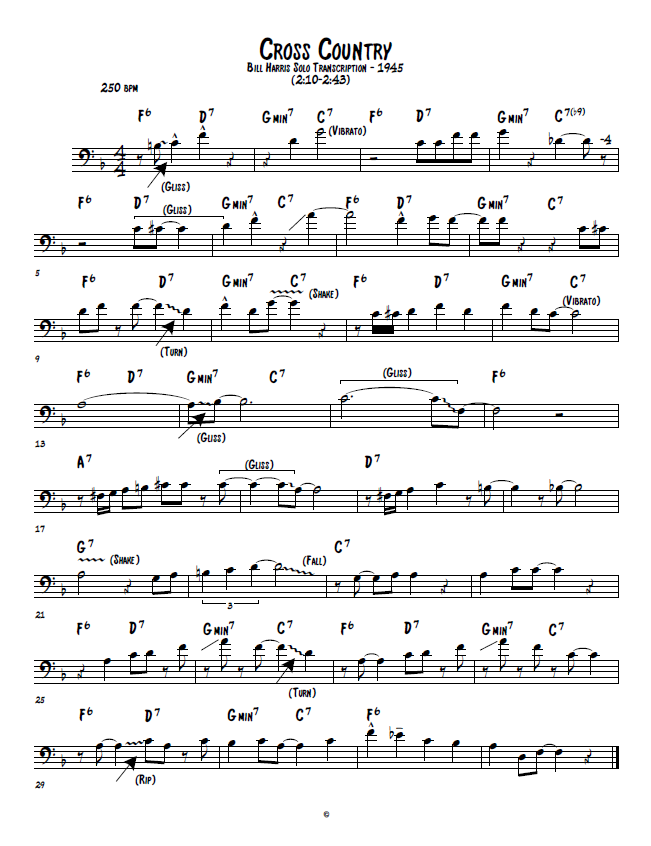 Cross Country
Bill Harris Solo Transcription - 1945
(2:10-2:43)
250 bpm
F6 D7 Gmin7 C7 (Vibrato) F6 D7 Gmin7 C7(b9)
4
4
-4
(Gliss)
F6 D7 (Gliss) Gmin7 C7 F6 D7 Gmin7 C7
5
F6 D7 Gmin7 C7 (Shake) F6 D7 Gmin7 C7
(Vibrato)
9
(Turn)
F6 D7 Gmin7 C7 (Gliss) F6
13
(Gliss)
A7 (Gliss) D7
17
G7 (Shake) (Fall) C7
3
21
F6 D7 Gmin7 C7 F6 D7 Gmin7 C7
25
(Turn)
F6 D7 Gmin7 C7 F6
29
(Rip)
©